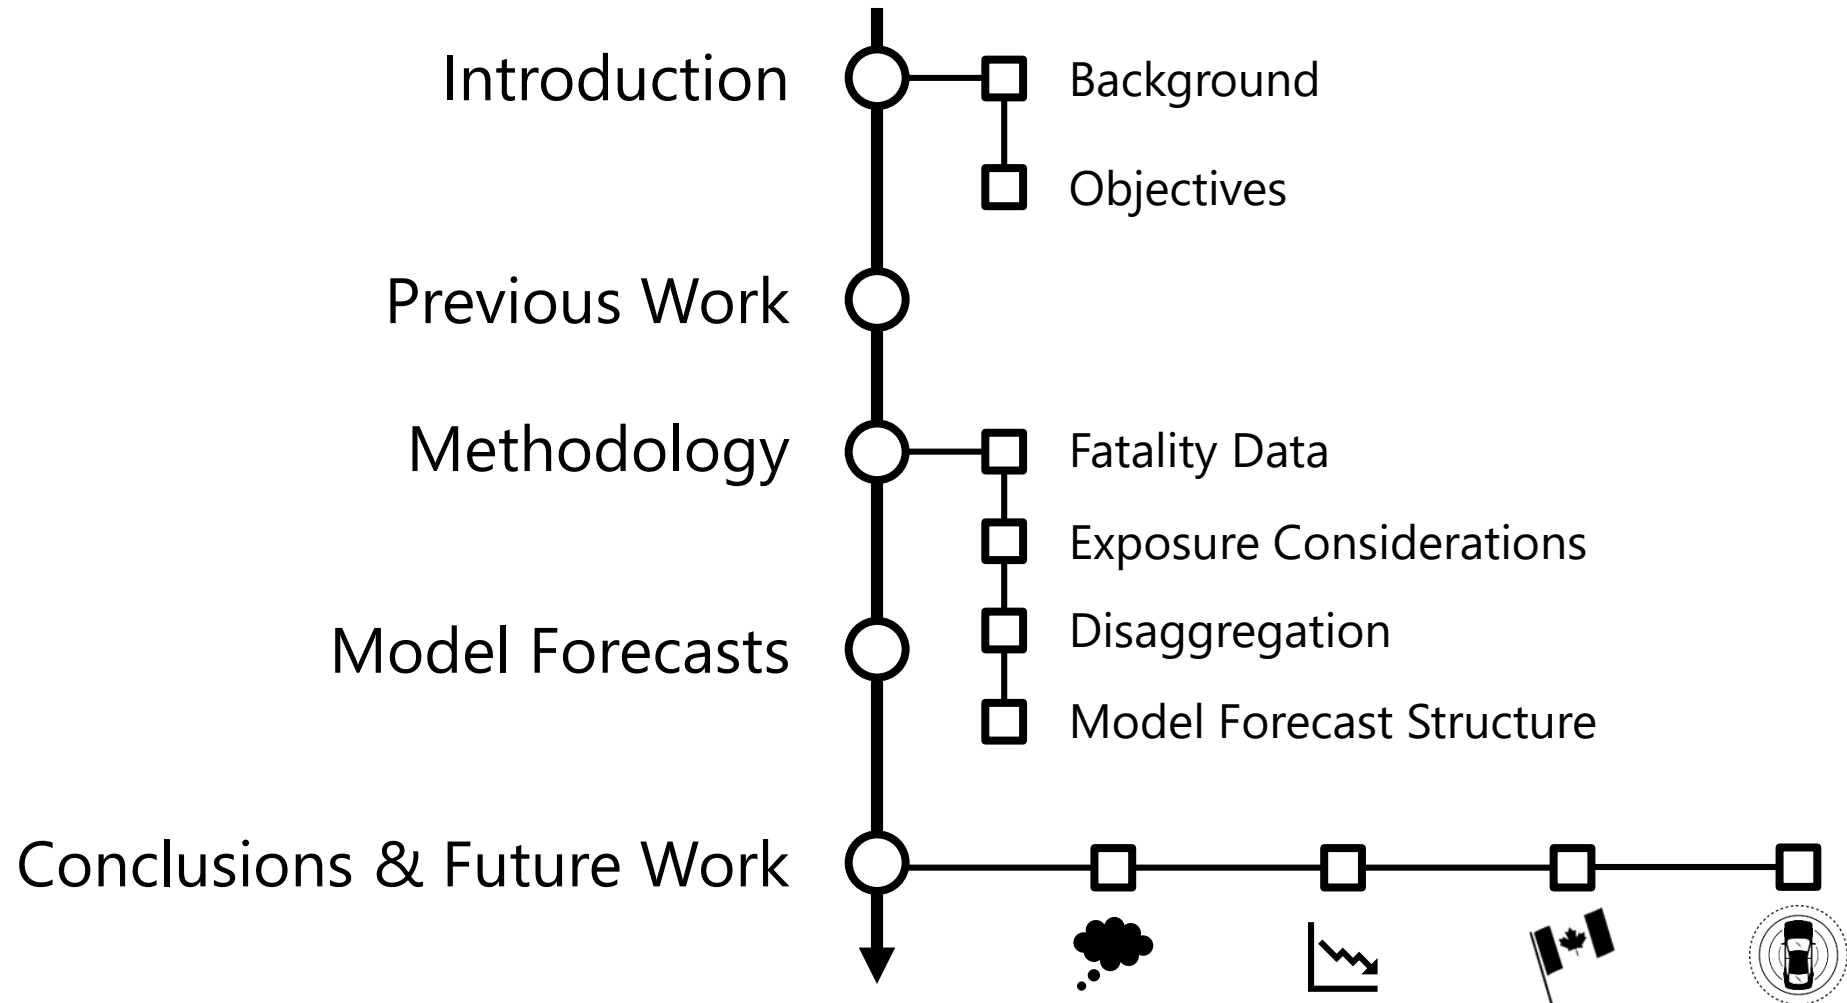 Introduction
Background
Objectives
Previous Work
Methodology
Fatality Data
Exposure Considerations
Disaggregation
Model Forecasts
Model Forecast Structure
Conclusions & Future Work